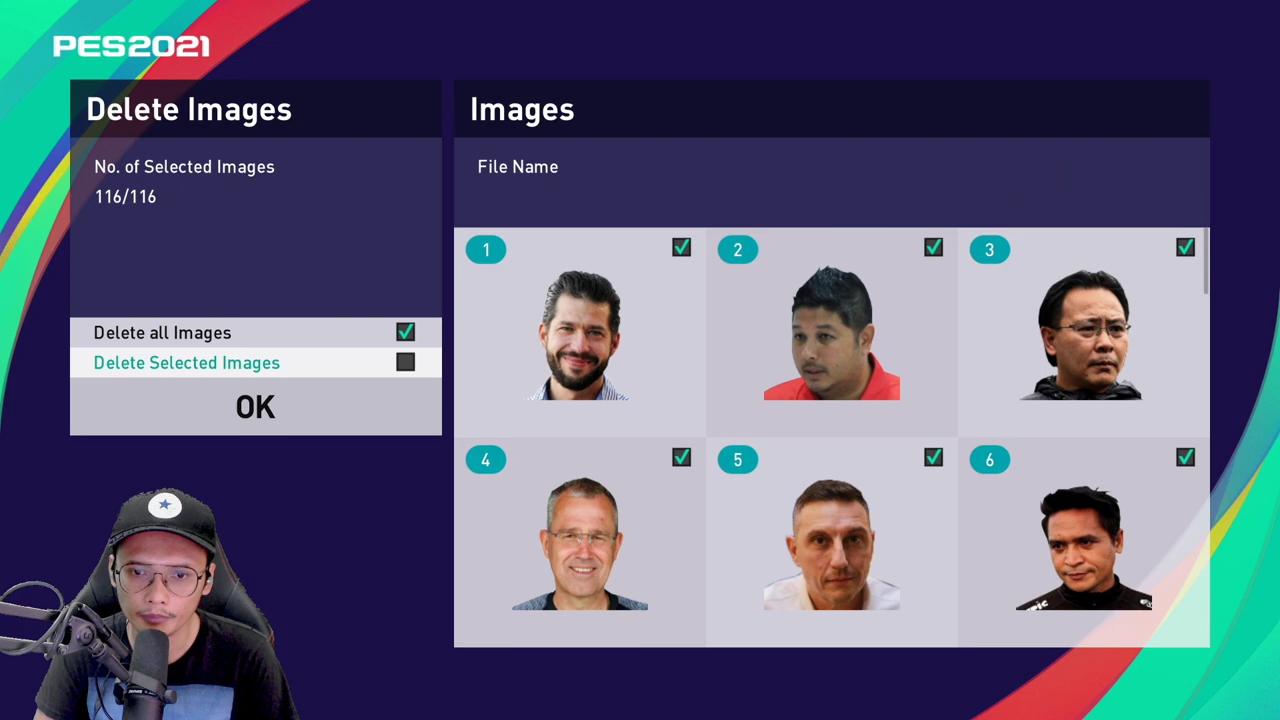 PES2021
Delete Images
No. of Selected Images
116/116
Delete all Images
Delete Selected Images
OK
Images
File Name
1
2
3
4
5
6